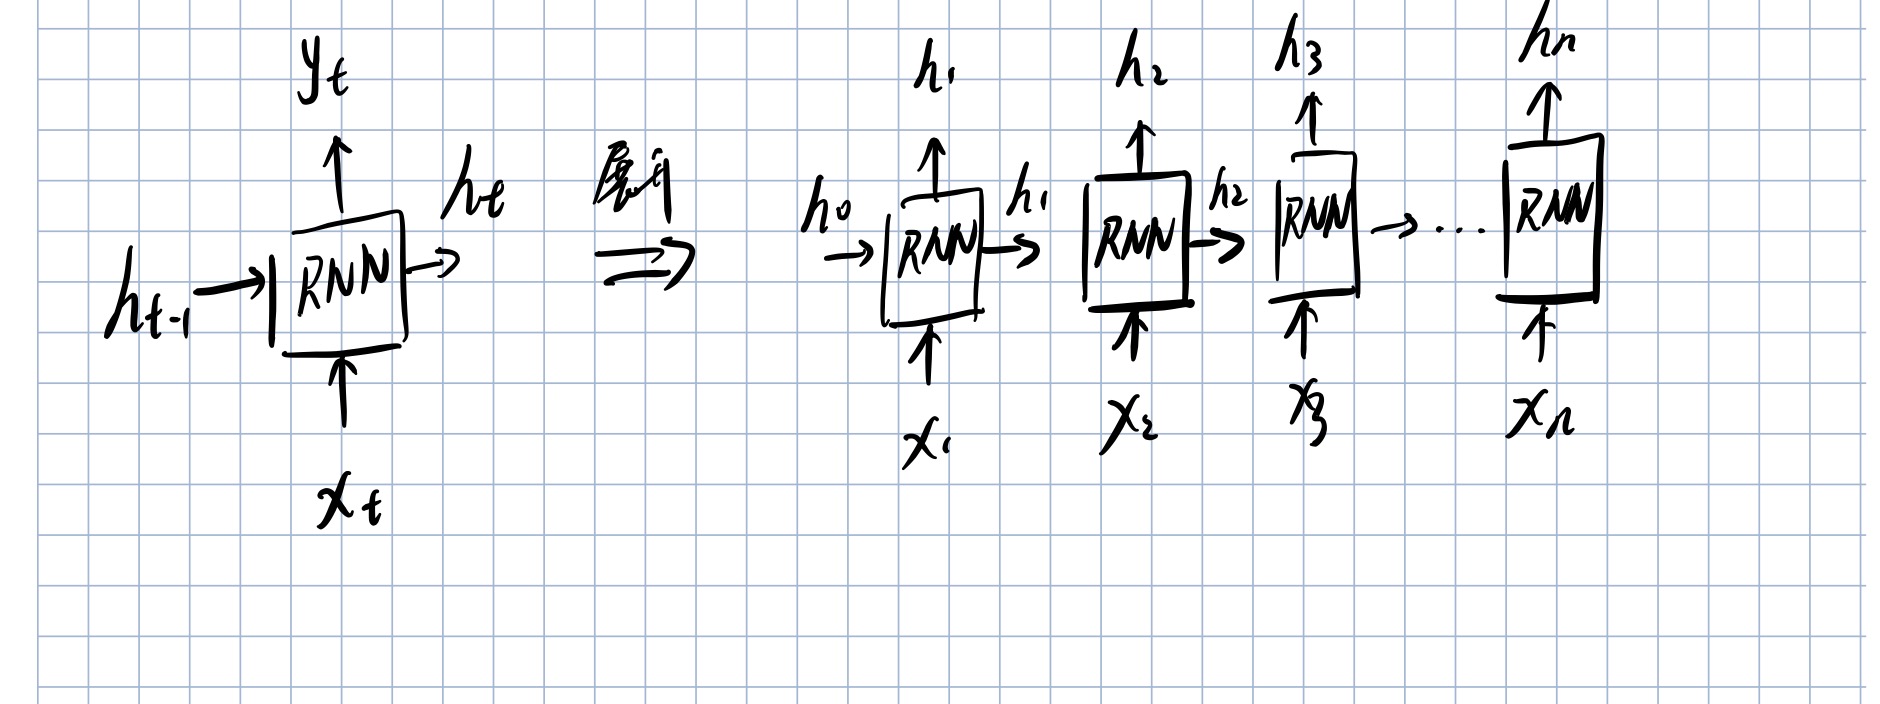 y_t h_1 h_2 h_3 h_n
h_t 展开 h_0 h_1 h_2
h_{t-1} RNN RNN RNN RNN ... RNN
x_t x_1 x_2 x_3 x_n